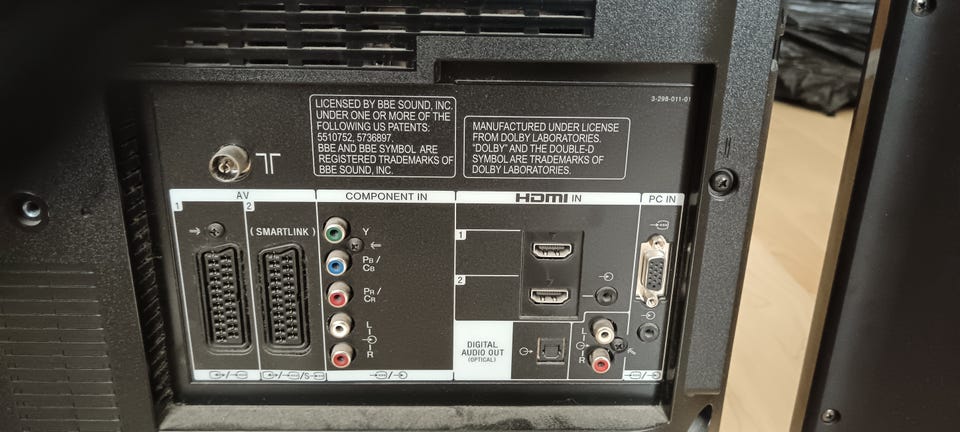 3-298-011-01
LICENSED BY BBE SOUND, INC.
UNDER ONE OR MORE OF THE
FOLLOWING US PATENTS:
5510752, 5736897.
BBE AND BBE SYMBOL ARE
REGISTERED TRADEMARKS OF
BBE SOUND, INC.
MANUFACTURED UNDER LICENSE
FROM DOLBY LABORATORIES.
"DOLBY" AND THE DOUBLE-D
SYMBOL ARE TRADEMARKS OF
DOLBY LABORATORIES.
AV
1
2
(SMARTLINK)
COMPONENT IN
Y
PB /
CB
PR /
CR
L
R
HDMI IN
1
2
DIGITAL
AUDIO OUT
(OPTICAL)
L
R
PC IN
/S-